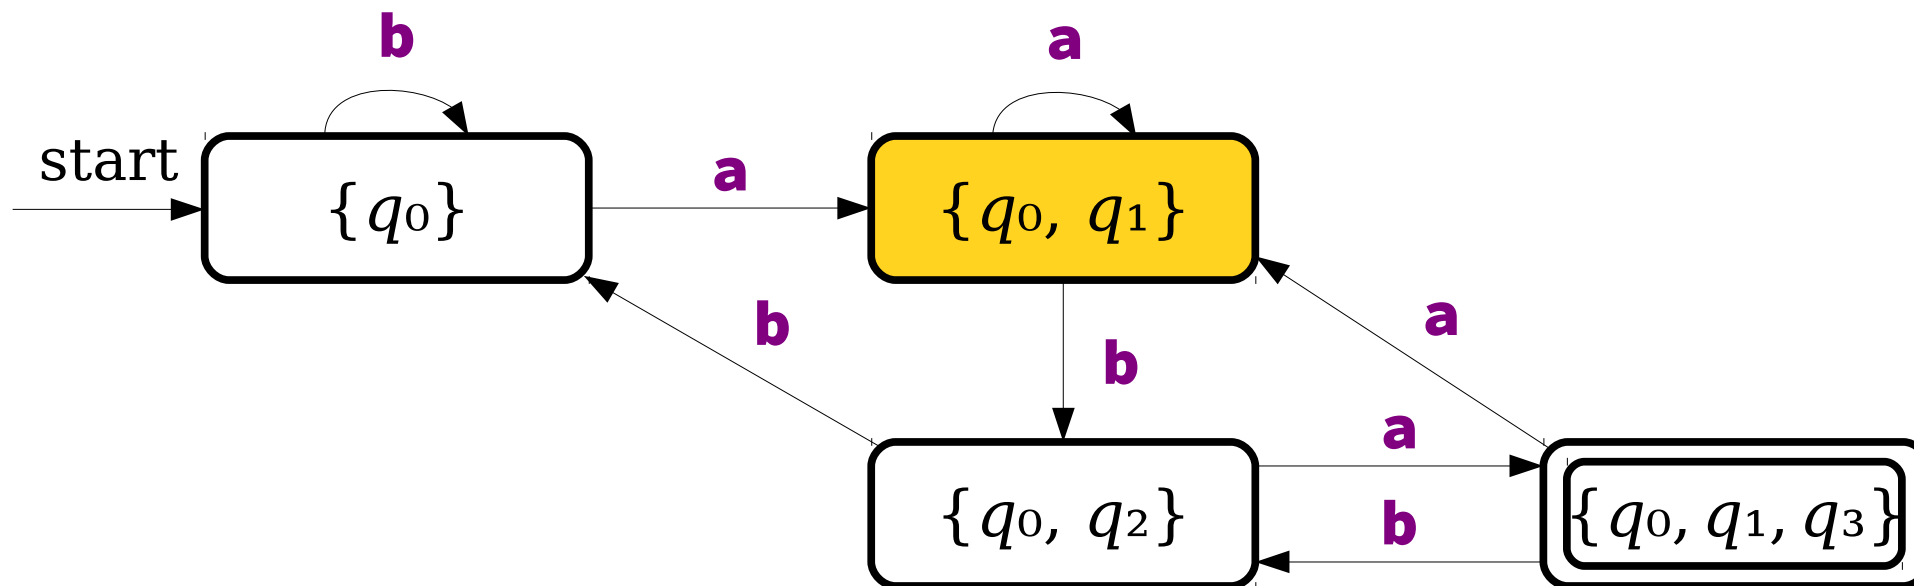 b
a
start
{q₀}
a
{q₀, q₁}
b
b
a
{q₀, q₂}
a
b
{q₀, q₁, q₃}